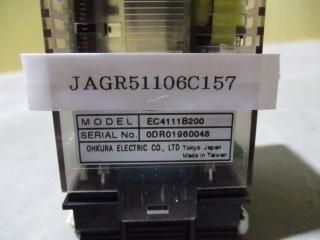 JAGR51106C157
MODEL EC4111B200
SERIAL No. 0DR01960048
OHKURA ELECTRIC CO., LTD Tokyo Japan
Made in Taiwan